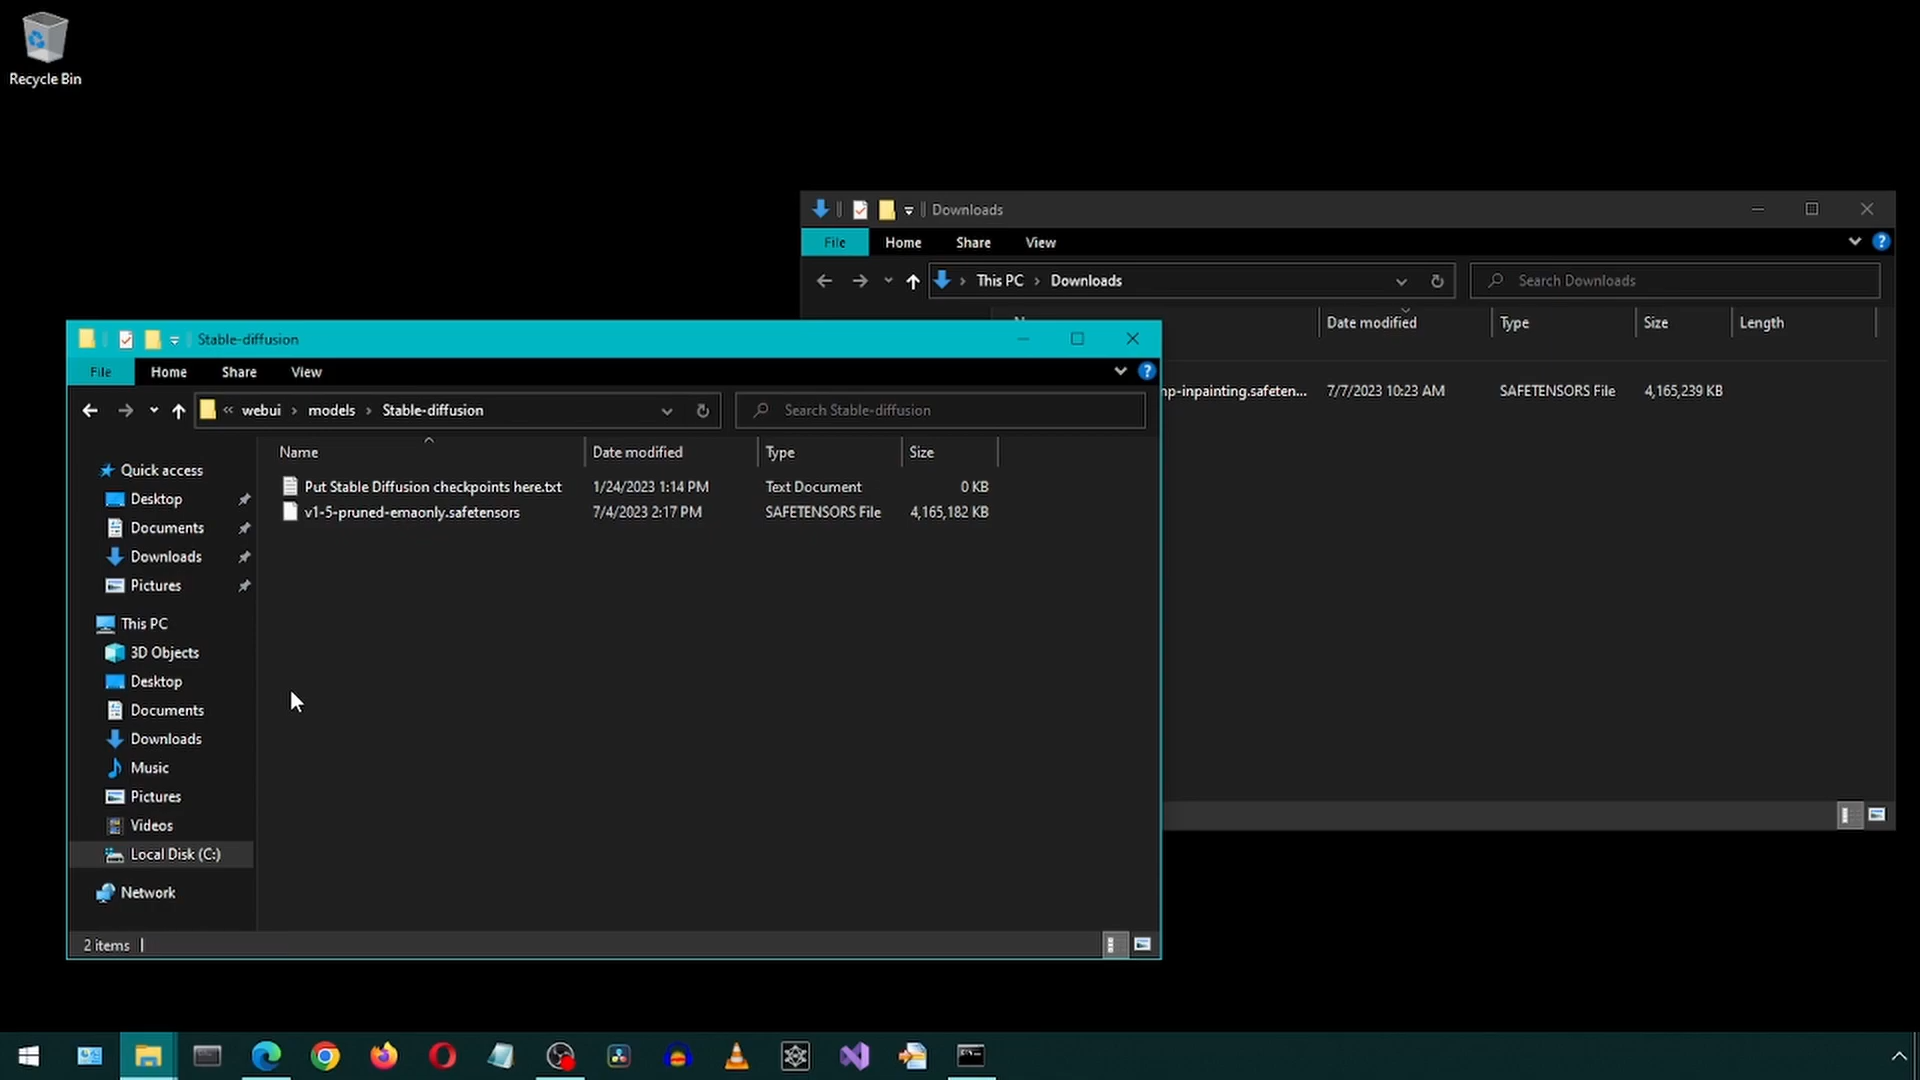 Recycle Bin
Downloads
File Home Share View
This PC > Downloads
Search Downloads
Date modified Type Size Length
np-inpainting.safeten... 7/7/2023 10:23 AM SAFETENSORS File 4,165,239 KB
Stable-diffusion
File Home Share View
« webui > models > Stable-diffusion
Search Stable-diffusion
Name Date modified Type Size
Put Stable Diffusion checkpoints here.txt 1/24/2023 1:14 PM Text Document 0 KB
v1-5-pruned-emaonly.safetensors 7/4/2023 2:17 PM SAFETENSORS File 4,165,182 KB
Quick access
Desktop
Documents
Downloads
Pictures
This PC
3D Objects
Desktop
Documents
Downloads
Music
Pictures
Videos
Local Disk (C:)
Network
2 items